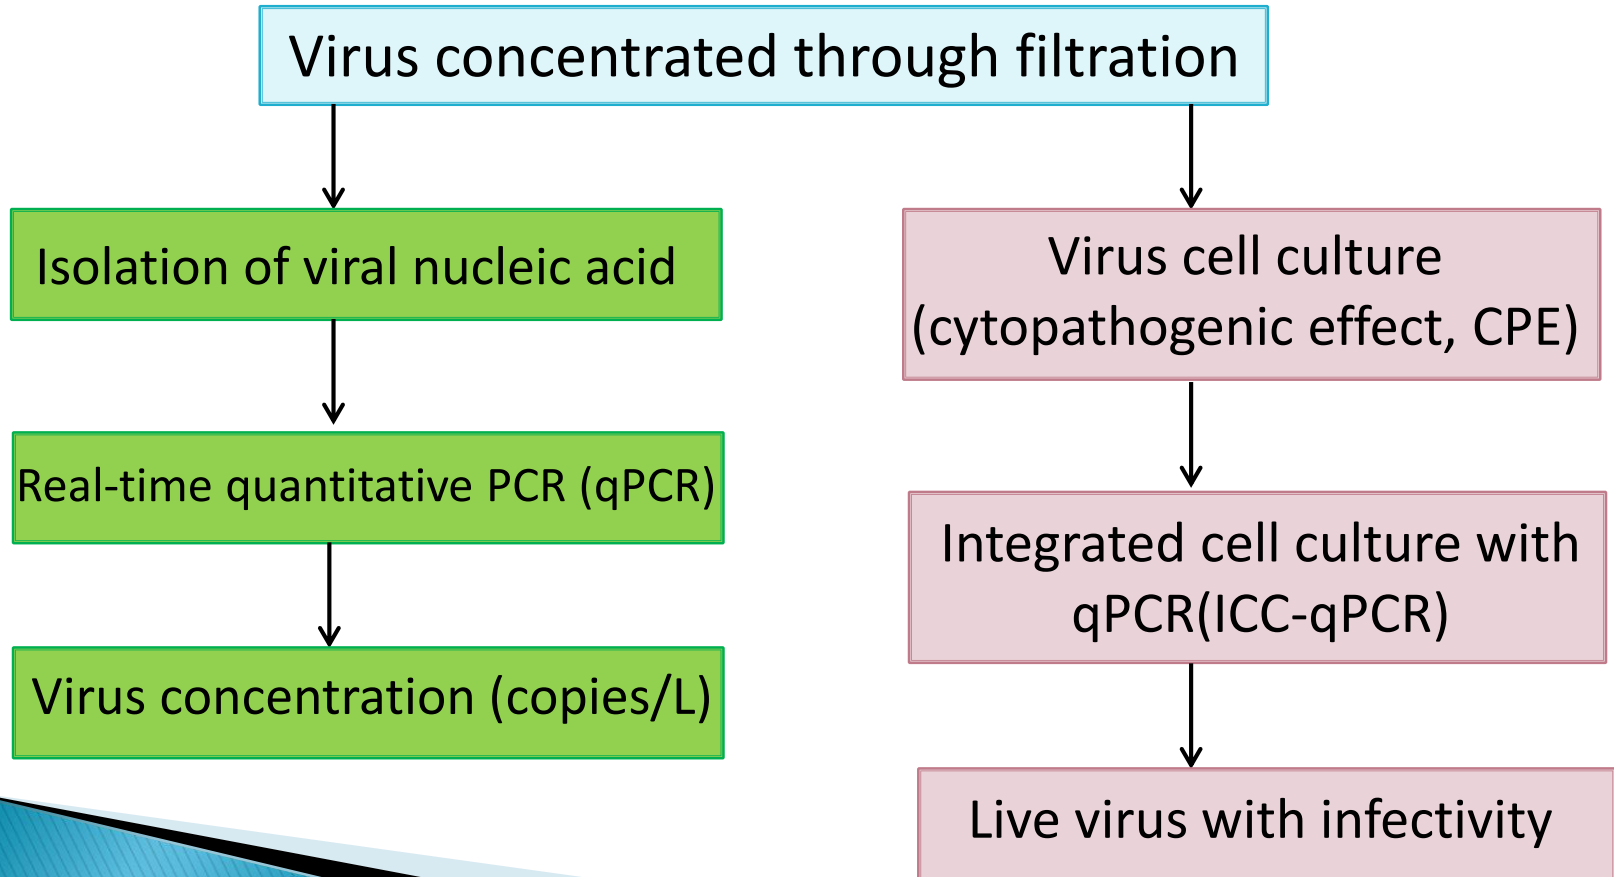 Virus concentrated through filtration
Isolation of viral nucleic acid
Real-time quantitative PCR (qPCR)
Virus concentration (copies/L)
Virus cell culture
(cytopathogenic effect, CPE)
Integrated cell culture with
qPCR(ICC-qPCR)
Live virus with infectivity